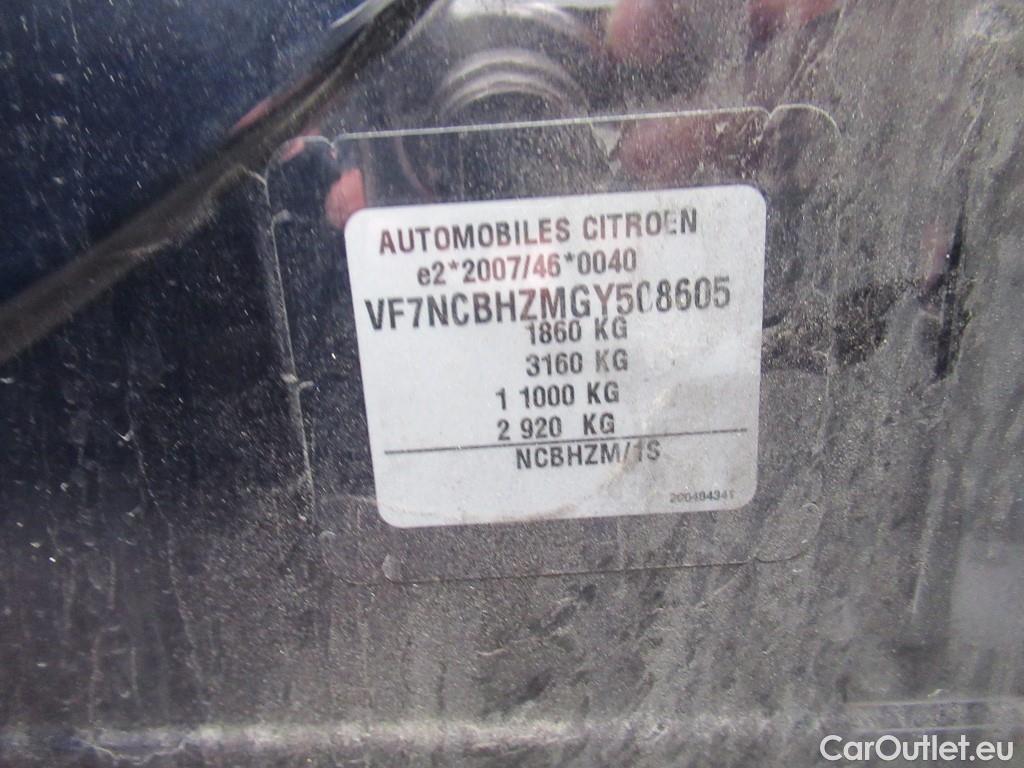 AUTOMOBILES CITROEN
e2*2007/46*0040
VF7NCBHZMGY508605
1860 KG
3160 KG
1 1000 KG
2 920 KG
NCBHZM/1S
CarOutlet.eu